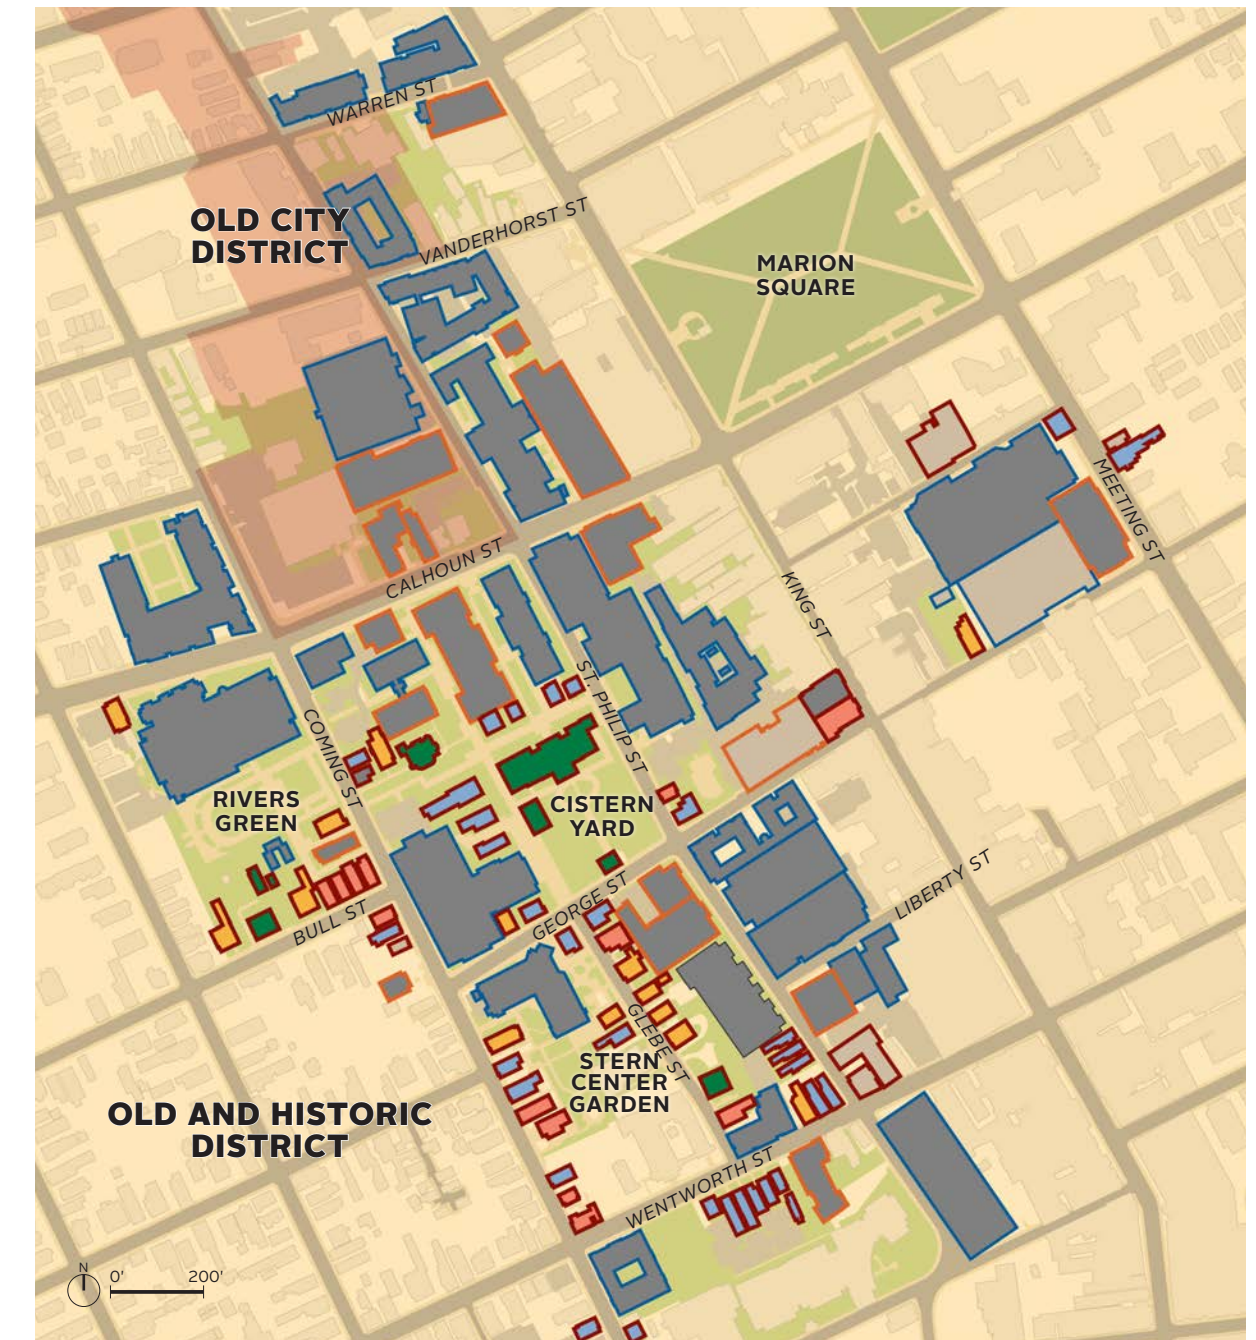 WARREN ST
OLD CITY
DISTRICT
VANDERHORST ST
MARION
SQUARE
MEETING ST
CALHOUN ST
KING ST
ST. PHILIP ST
COMING ST
RIVERS
GREEN
CISTERN
YARD
LIBERTY ST
GEORGE ST
BULL ST
GLEBE ST
STERN
CENTER
GARDEN
OLD AND HISTORIC
DISTRICT
WENTWORTH ST
N
0' 200'